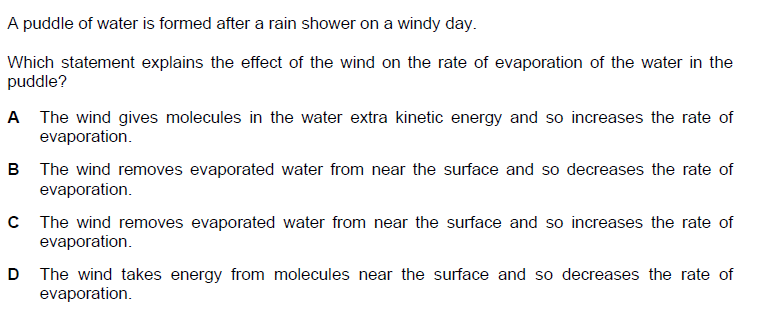 A puddle of water is formed after a rain shower on a windy day.
Which statement explains the effect of the wind on the rate of evaporation of the water in the
puddle?
A The wind gives molecules in the water extra kinetic energy and so increases the rate of
evaporation.
B The wind removes evaporated water from near the surface and so decreases the rate of
evaporation.
C The wind removes evaporated water from near the surface and so increases the rate of
evaporation.
D The wind takes energy from molecules near the surface and so decreases the rate of
evaporation.